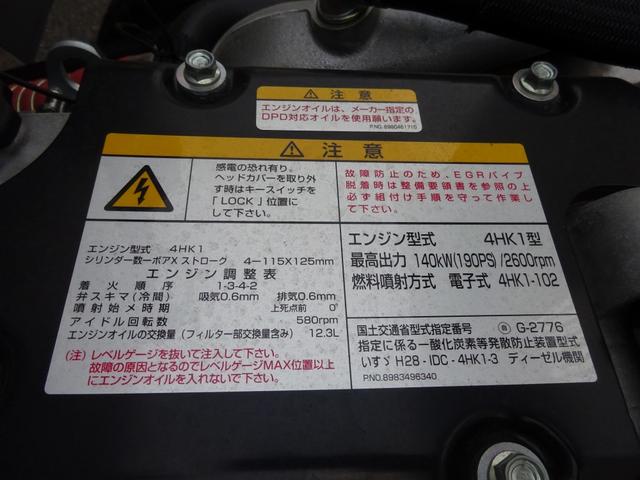 注意
エンジンオイルは、メーカー指定の
DPD対応オイルを使用願います。
P.NO.8980461710
注意
感電の恐れ有り。
ヘッドカバーを取り外
す時はキースイッチを
「LOCK」位置に
して下さい。
故障防止のため、EGRパイプ
脱着時は整備要領書を参照の上
必ず組付け手順を守って作業
して下さい。
エンジン型式 4HK1
シリンダー数ーボアXストローク 4ー115X125mm
エンジン調整表
着火順序 1-3-4-2
弁スキマ(冷間) 吸気0.6mm 排気0.6mm
噴射始メ時期 上死点前 0°
アイドル回転数 580rpm
エンジンオイルの交換量(フィルター部交換量含み) 12.3L
(注)レベルゲージを抜いて注入して下さい。
故障の原因となるのでレベルゲージMAX位置以上
にエンジンオイルを入れないで下さい。
エンジン型式 4HK1型
最高出力 140kW(190PS)/2600rpm
燃料噴射方式 電子式 4HK1-102
国土交通省型式指定番号 G-2776
指定に係る一酸化炭素等発散防止装置型式
いすゞ H28-IDC-4HK1-3 ディーゼル機関
P.NO.8983496340